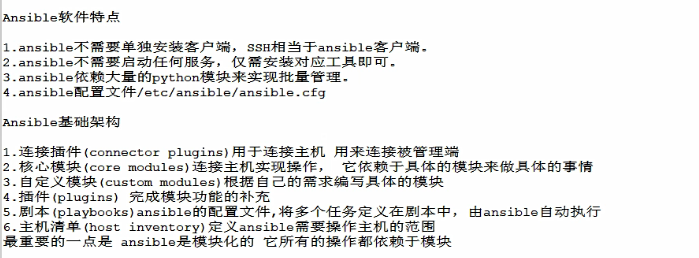 Ansible软件特点
1.ansible不需要单独安装客户端，SSH相当于ansible客户端。
2.ansible不需要启动任何服务，仅需安装对应工具即可。
3.ansible依赖大量的python模块来实现批量管理。
4.ansible配置文件/etc/ansible/ansible.cfg
Ansible基础架构
1.连接插件(connector plugins)用于连接主机 用来连接被管理端
2.核心模块(core modules)连接主机实现操作， 它依赖于具体的模块来做具体的事情
3.自定义模块(custom modules)根据自己的需求编写具体的模块
4.插件(plugins) 完成模块功能的补充
5.剧本(playbooks)ansible的配置文件,将多个任务定义在剧本中，由ansible自动执行
6.主机清单(host inventory)定义ansible需要操作主机的范围
最重要的一点是 ansible是模块化的 它所有的操作都依赖于模块